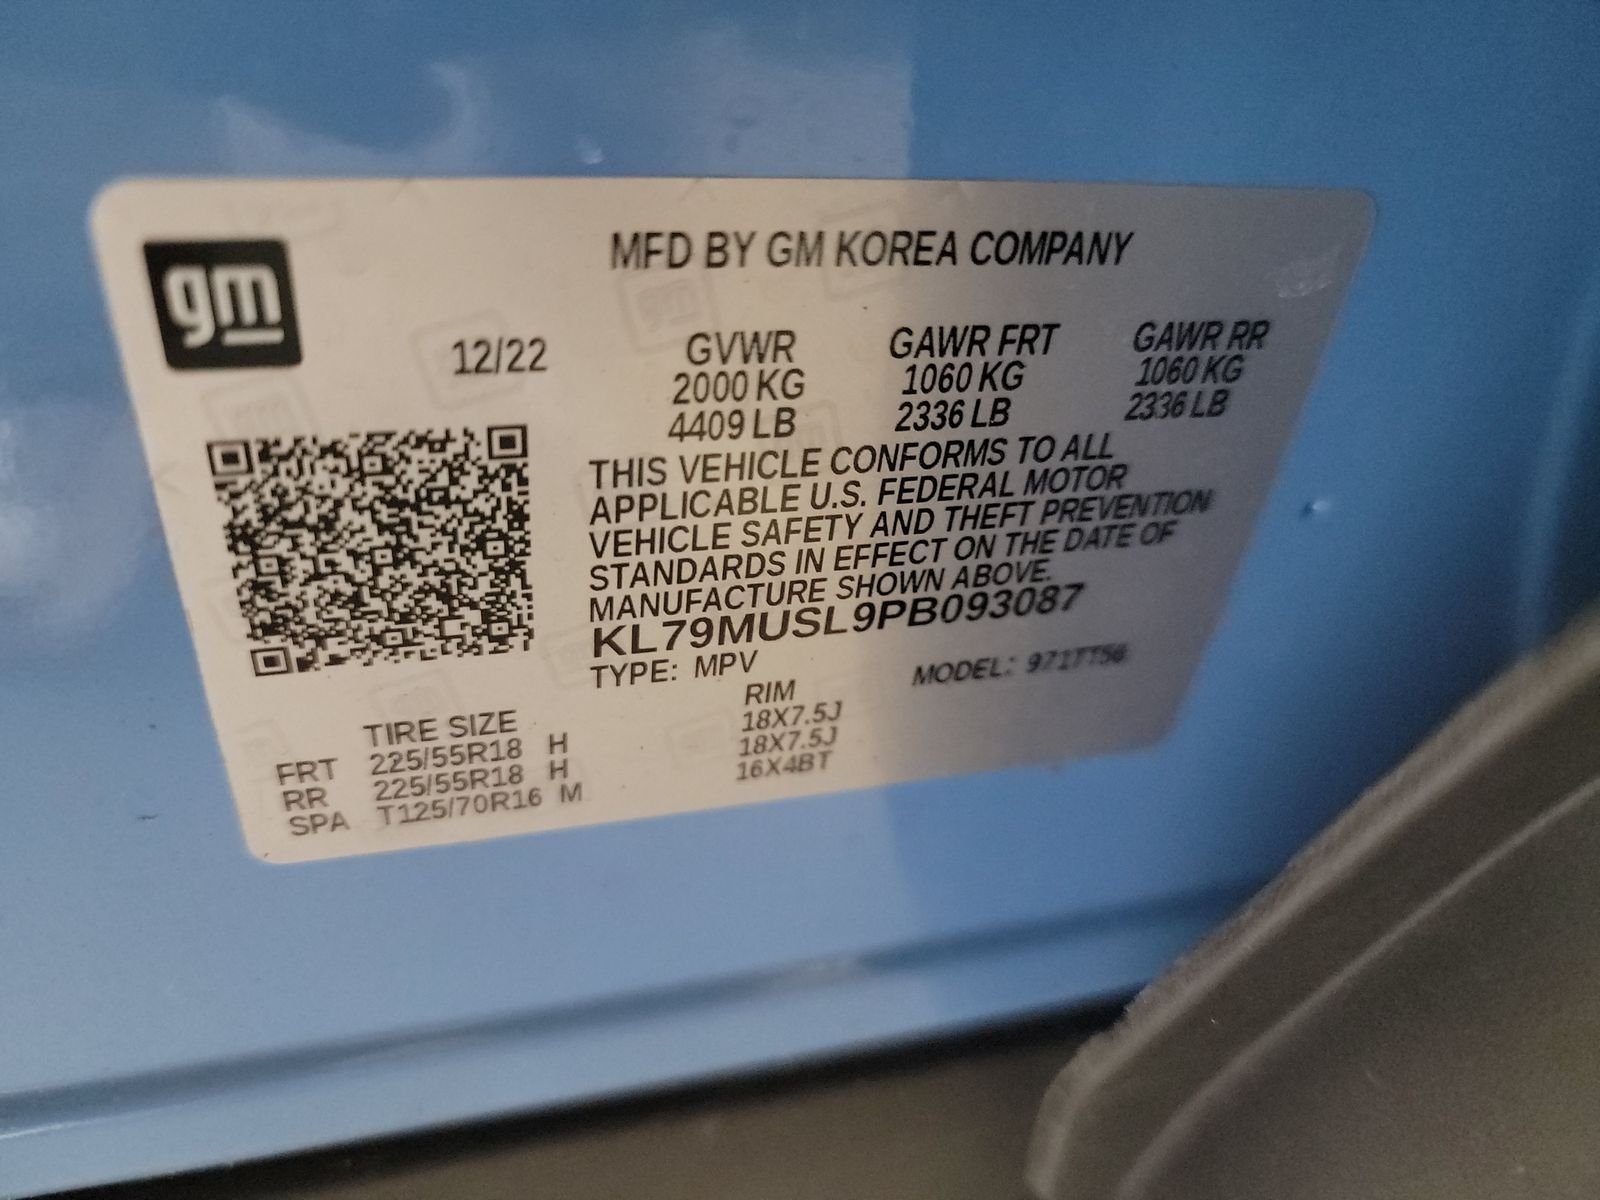 gm
MFD BY GM KOREA COMPANY
12/22 GVWR GAWR FRT GAWR RR
2000 KG 1060 KG 1060 KG
4409 LB 2336 LB 2336 LB
THIS VEHICLE CONFORMS TO ALL
APPLICABLE U.S. FEDERAL MOTOR
VEHICLE SAFETY AND THEFT PREVENTION
STANDARDS IN EFFECT ON THE DATE OF
MANUFACTURE SHOWN ABOVE.
KL79MUSL9PB093087
TYPE: MPV MODEL:
TIRE SIZE RIM
FRT 225/55R18 H 18X7.5J
RR 225/55R18 H 18X7.5J
SPA T125/70R16 M 16X4BT